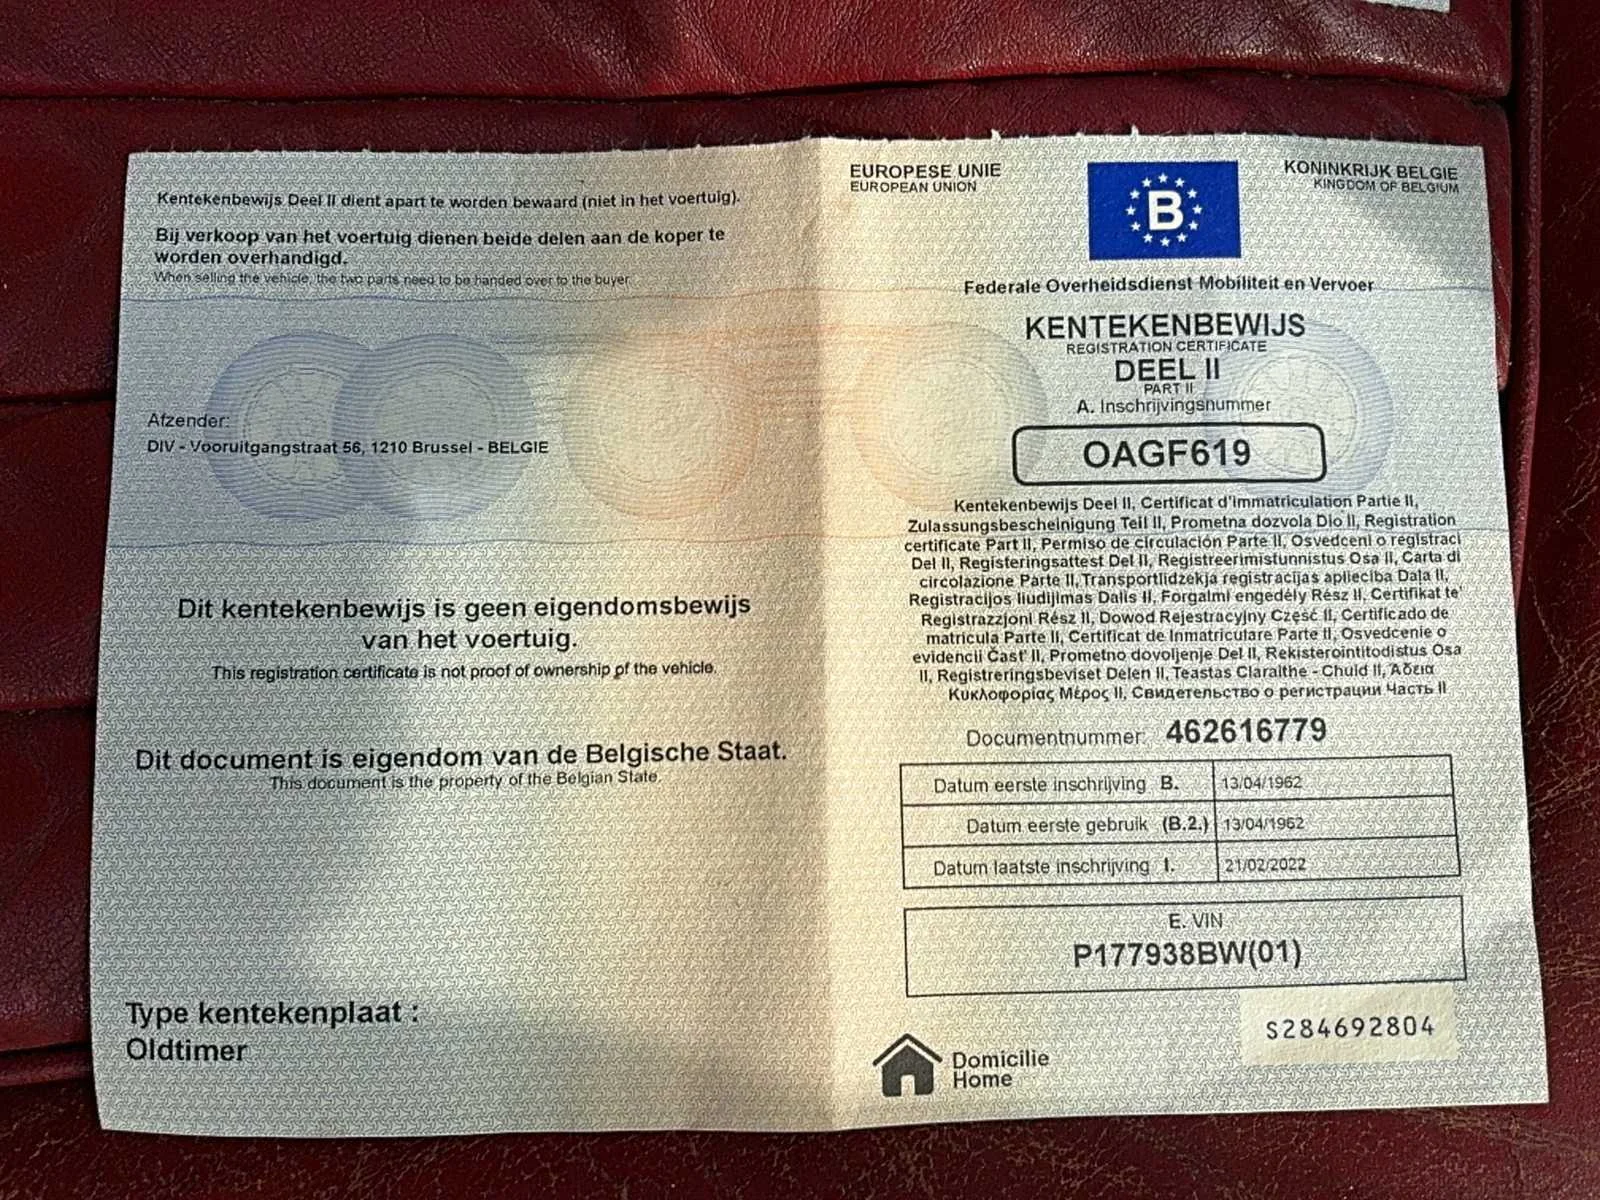 Kentekenbewijs Deel II dient apart te worden bewaard (niet in het voertuig).
Bij verkoop van het voertuig dienen beide delen aan de koper te
worden overhandigd.
When selling the vehicle, the two parts need to be handed over to the buyer.
Afzender:
DIV - Vooruitgangstraat 56, 1210 Brussel - BELGIE
Dit kentekenbewijs is geen eigendomsbewijs
van het voertuig.
This registration certificate is not proof of ownership of the vehicle.
Dit document is eigendom van de Belgische Staat.
This document is the property of the Belgian State.
Type kentekenplaat :
Oldtimer
EUROPESE UNIE
EUROPEAN UNION
B
KONINKRIJK BELGIE
KINGDOM OF BELGIUM
Federale Overheidsdienst Mobiliteit en Vervoer
KENTEKENBEWIJS
REGISTRATION CERTIFICATE
DEEL II
PART II
A. Inschrijvingsnummer
OAGF619
Kentekenbewijs Deel II, Certificat d'immatriculation Partie II,
Zulassungsbescheinigung Teil II, Prometna dozvola Dio II, Registration
certificate Part II, Permiso de circulación Parte II, Osvedceni o registraci
Del II, Registeringsattest Del II, Registreerimistunnistus Osa II, Carta di
circolazione Parte II, Transportlidzekja registracijas aplieciba Daļa II,
Registracijos liudijimas Dalis II, Forgalmi engedély Rész II, Certifikat te'
Registrazzjoni Rész II, Dowod Rejestracyjny Część II, Certificado de
matricula Parte II, Certificat de Inmatriculare Parte II, Osvedcenie o
evidencii Časť II, Prometno dovoljenje Del II, Rekisterointitodistus Osa
II, Registreringsbeviset Delen II, Teastas Claraithe - Chuid II, Άδεια
Κυκλοφορίας Μέρος II, Свидетельство о регистрации Часть II
Documentnummer: 462616779
Datum eerste inschrijving B. 13/04/1962
Datum eerste gebruik (B.2.) 13/04/1962
Datum laatste inschrijving I. 21/02/2022
E. VIN
P177938BW(01)
S284692804
Domicilie
Home